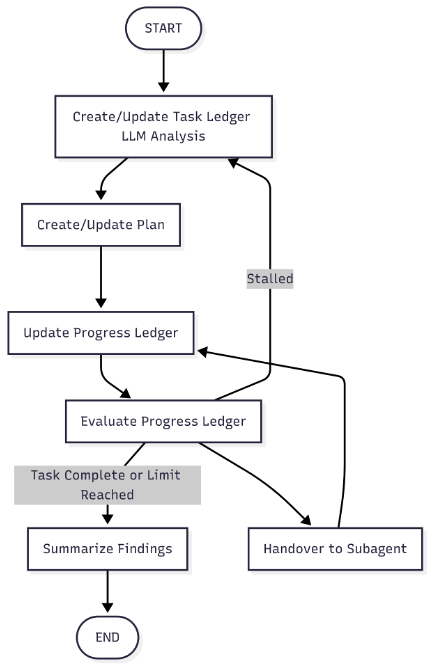 START
Create/Update Task Ledger
LLM Analysis
Create/Update Plan
Stalled
Update Progress Ledger
Evaluate Progress Ledger
Task Complete or Limit
Reached
Summarize Findings
Handover to Subagent
END